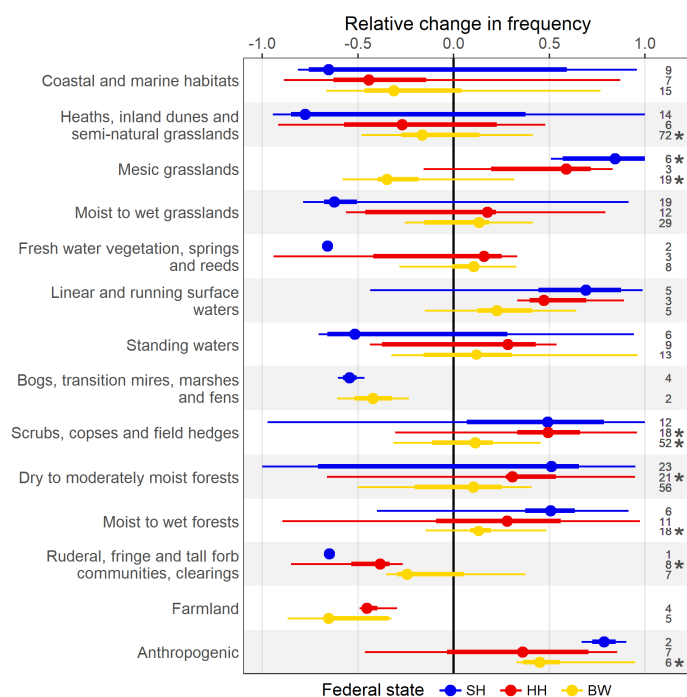 Relative change in frequency
-1.0 -0.5 0.0 0.5 1.0
Coastal and marine habitats
9
7
15
Heaths, inland dunes and
semi-natural grasslands
14
6
72 *
Mesic grasslands
6 *
3
19 *
Moist to wet grasslands
19
12
29
Fresh water vegetation, springs
and reeds
2
3
8
Linear and running surface
waters
5
3
5
Standing waters
6
9
13
Bogs, transition mires, marshes
and fens
4
2
Scrubs, copses and field hedges
12
18 *
52 *
Dry to moderately moist forests
23
21 *
56
Moist to wet forests
6
11
18 *
Ruderal, fringe and tall forb
communities, clearings
1
8 *
7
Farmland
4
5
Anthropogenic
2
7
6 *
Federal state SH HH BW